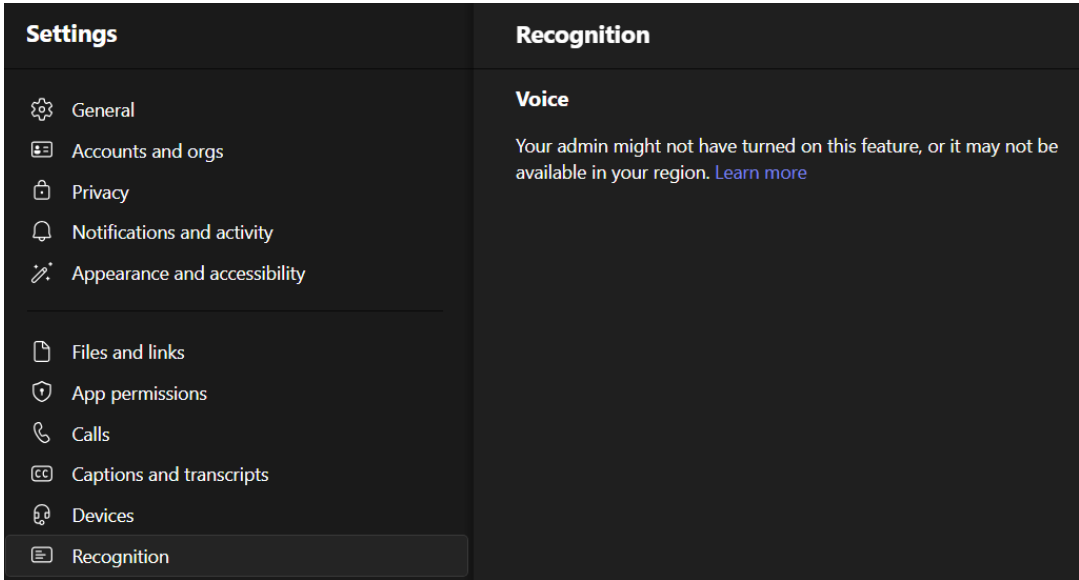 Settings
General
Accounts and orgs
Privacy
Notifications and activity
Appearance and accessibility
Files and links
App permissions
Calls
CC
Captions and transcripts
Devices
Recognition
Recognition
Voice
Your admin might not have turned on this feature, or it may not be
available in your region. Learn more